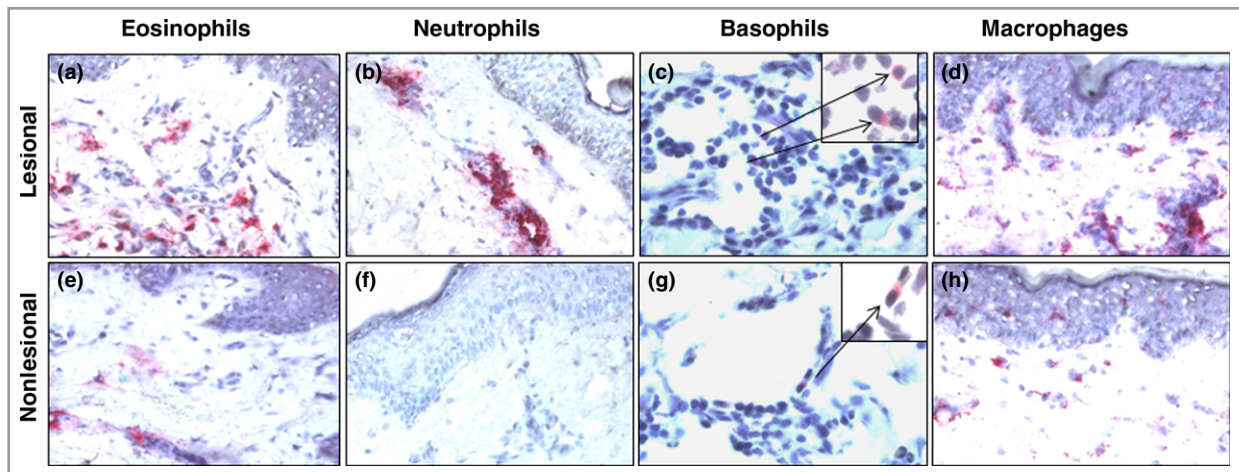 Eosinophils Neutrophils Basophils Macrophages
Lesional
(a) (b) (c) (d)
Nonlesional
(e) (f) (g) (h)